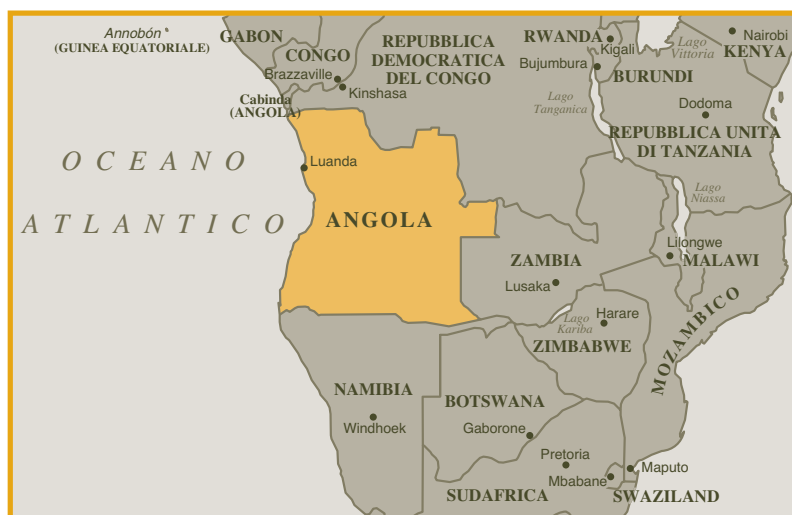 Annobón
(GUINEA EQUATORIALE)
GABON
CONGO
Brazzaville
Kinshasa
Cabinda
(ANGOLA)
REPUBBLICA
DEMOCRATICA
DEL CONGO
RWANDA
Kigali
Bujumbura
BURUNDI
Lago
Vittoria
Nairobi
KENYA
Lago
Tanganica
Dodoma
REPUBBLICA UNITA
DI TANZANIA
OCEANO
ATLANTICO
Luanda
ANGOLA
Lago
Niassa
Lilongwe
MALAWI
ZAMBIA
Lusaka
Lago
Kariba
Harare
ZIMBABWE
MOZAMBICO
NAMIBIA
Windhoek
BOTSWANA
Gaborone
Pretoria
Mbabane
Maputo
SUDAFRICA
SWAZILAND